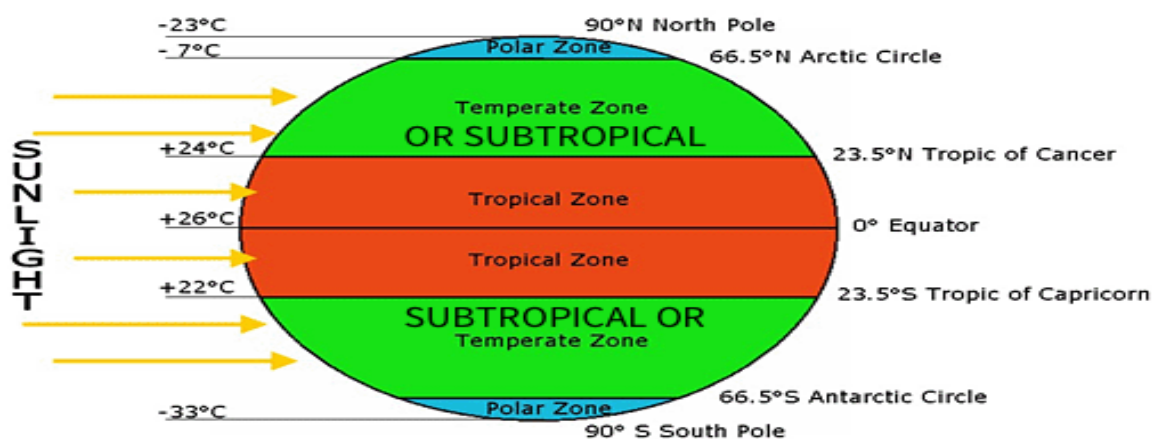 -23°C
90°N North Pole
- 7°C
Polar Zone
66.5°N Arctic Circle
Temperate Zone
OR SUBTROPICAL
SUNLIGHT
+24°C
23.5°N Tropic of Cancer
Tropical Zone
+26°C
0° Equator
Tropical Zone
+22°C
23.5°S Tropic of Capricorn
SUBTROPICAL OR
Temperate Zone
66.5°S Antarctic Circle
-33°C
Polar Zone
90° S South Pole